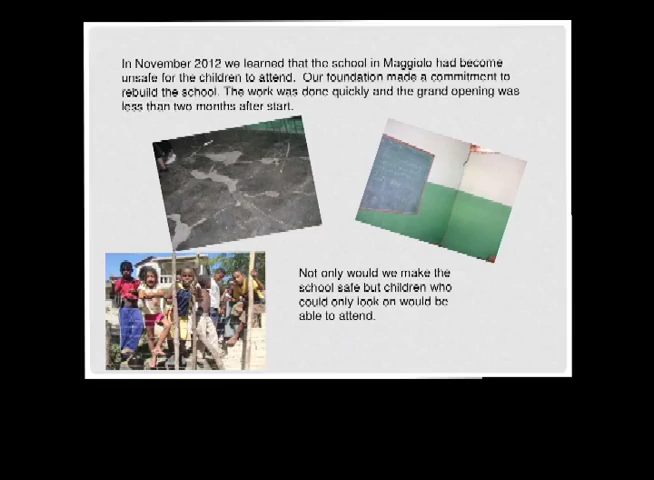 In November 2012 we learned that the school in Maggiolo had become
unsafe for the children to attend.  Our foundation made a commitment to
rebuild the school. The work was done quickly and the grand opening was
less than two months after start.
Not only would we make the
school safe but children who
could only look on would be
able to attend.